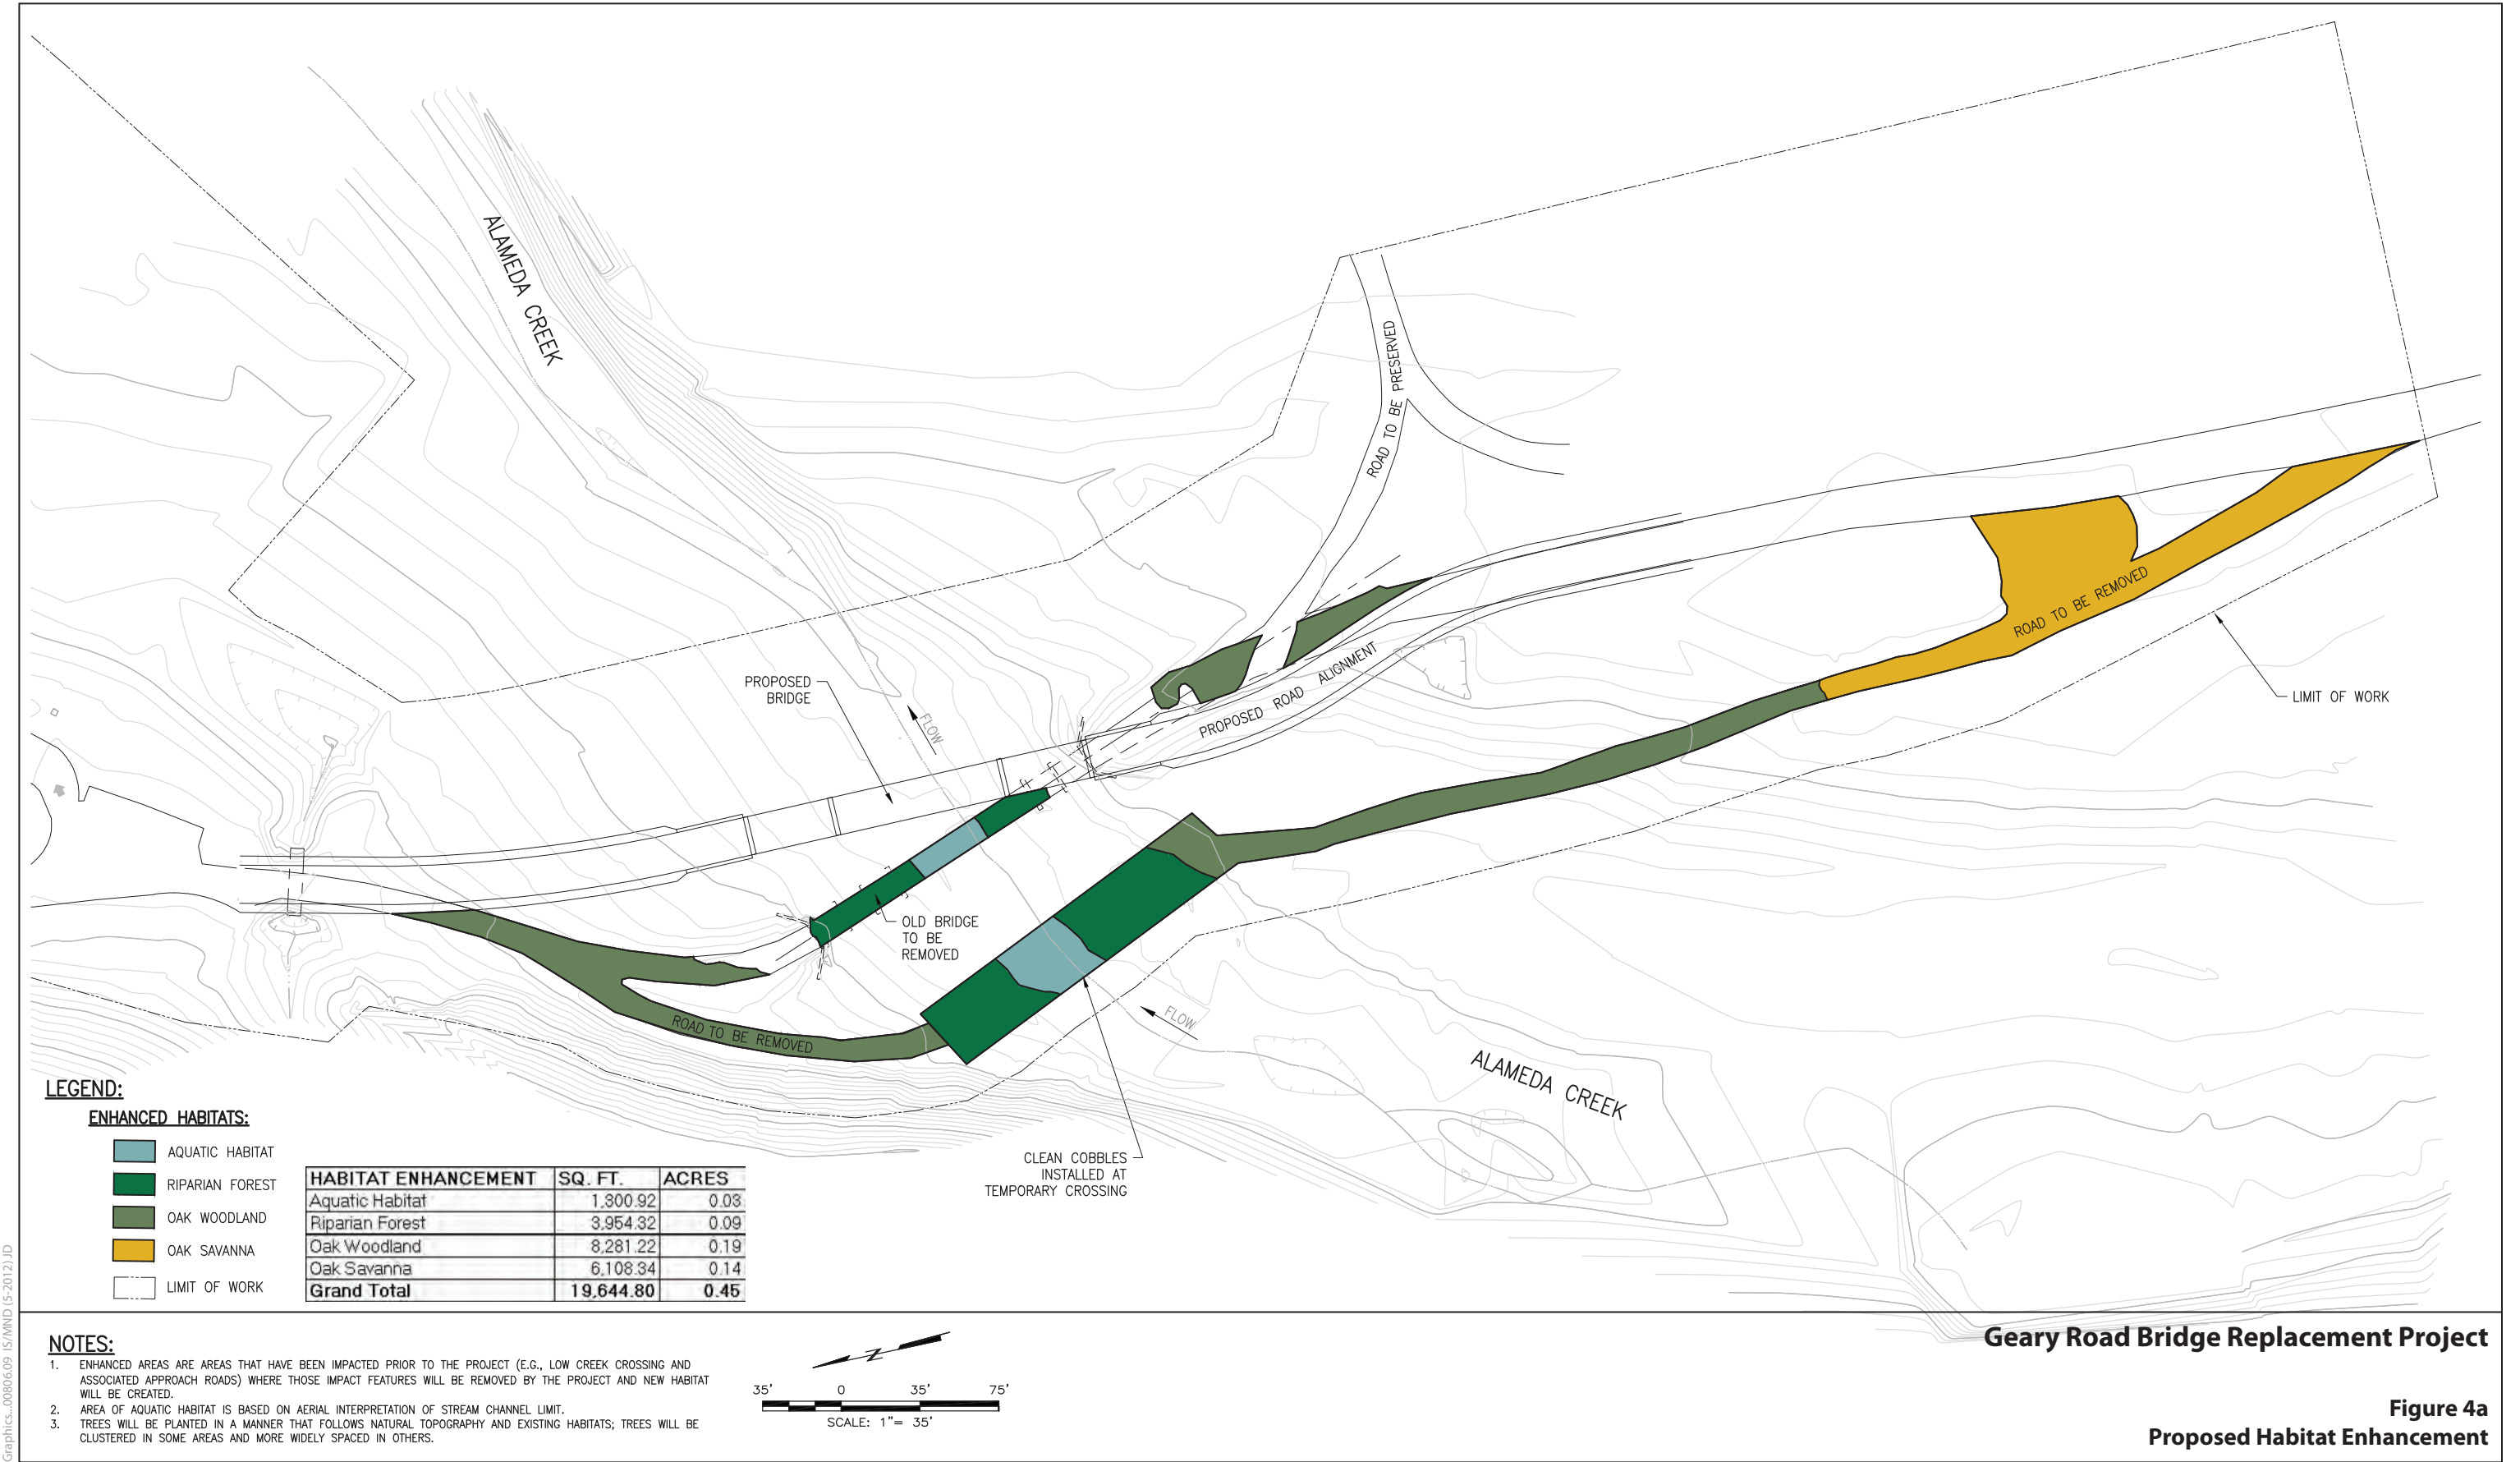 ALAMEDA CREEK
ROAD TO BE PRESERVED
PROPOSED
BRIDGE
FLOW
PROPOSED ROAD ALIGNMENT
ROAD TO BE REMOVED
LIMIT OF WORK
OLD BRIDGE
TO BE
REMOVED
ROAD TO BE REMOVED
FLOW
ALAMEDA CREEK
CLEAN COBBLES
INSTALLED AT
TEMPORARY CROSSING
LEGEND:
ENHANCED HABITATS:
AQUATIC HABITAT
RIPARIAN FOREST
OAK WOODLAND
OAK SAVANNA
LIMIT OF WORK
HABITAT ENHANCEMENT SQ. FT. ACRES
Aquatic Habitat 1,300.92 0.03
Riparian Forest 3,954.32 0.09
Oak Woodland 8,281.22 0.19
Oak Savanna 6,108.34 0.14
Grand Total 19,644.80 0.45
Graphics...00806.09 IS/MND (5-2012) JD
NOTES:
1. ENHANCED AREAS ARE AREAS THAT HAVE BEEN IMPACTED PRIOR TO THE PROJECT (E.G., LOW CREEK CROSSING AND
ASSOCIATED APPROACH ROADS) WHERE THOSE IMPACT FEATURES WILL BE REMOVED BY THE PROJECT AND NEW HABITAT
WILL BE CREATED.
2. AREA OF AQUATIC HABITAT IS BASED ON AERIAL INTERPRETATION OF STREAM CHANNEL LIMIT.
3. TREES WILL BE PLANTED IN A MANNER THAT FOLLOWS NATURAL TOPOGRAPHY AND EXISTING HABITATS; TREES WILL BE
CLUSTERED IN SOME AREAS AND MORE WIDELY SPACED IN OTHERS.
N
35' 0 35' 75'
SCALE: 1"= 35'
Geary Road Bridge Replacement Project
Figure 4a
Proposed Habitat Enhancement